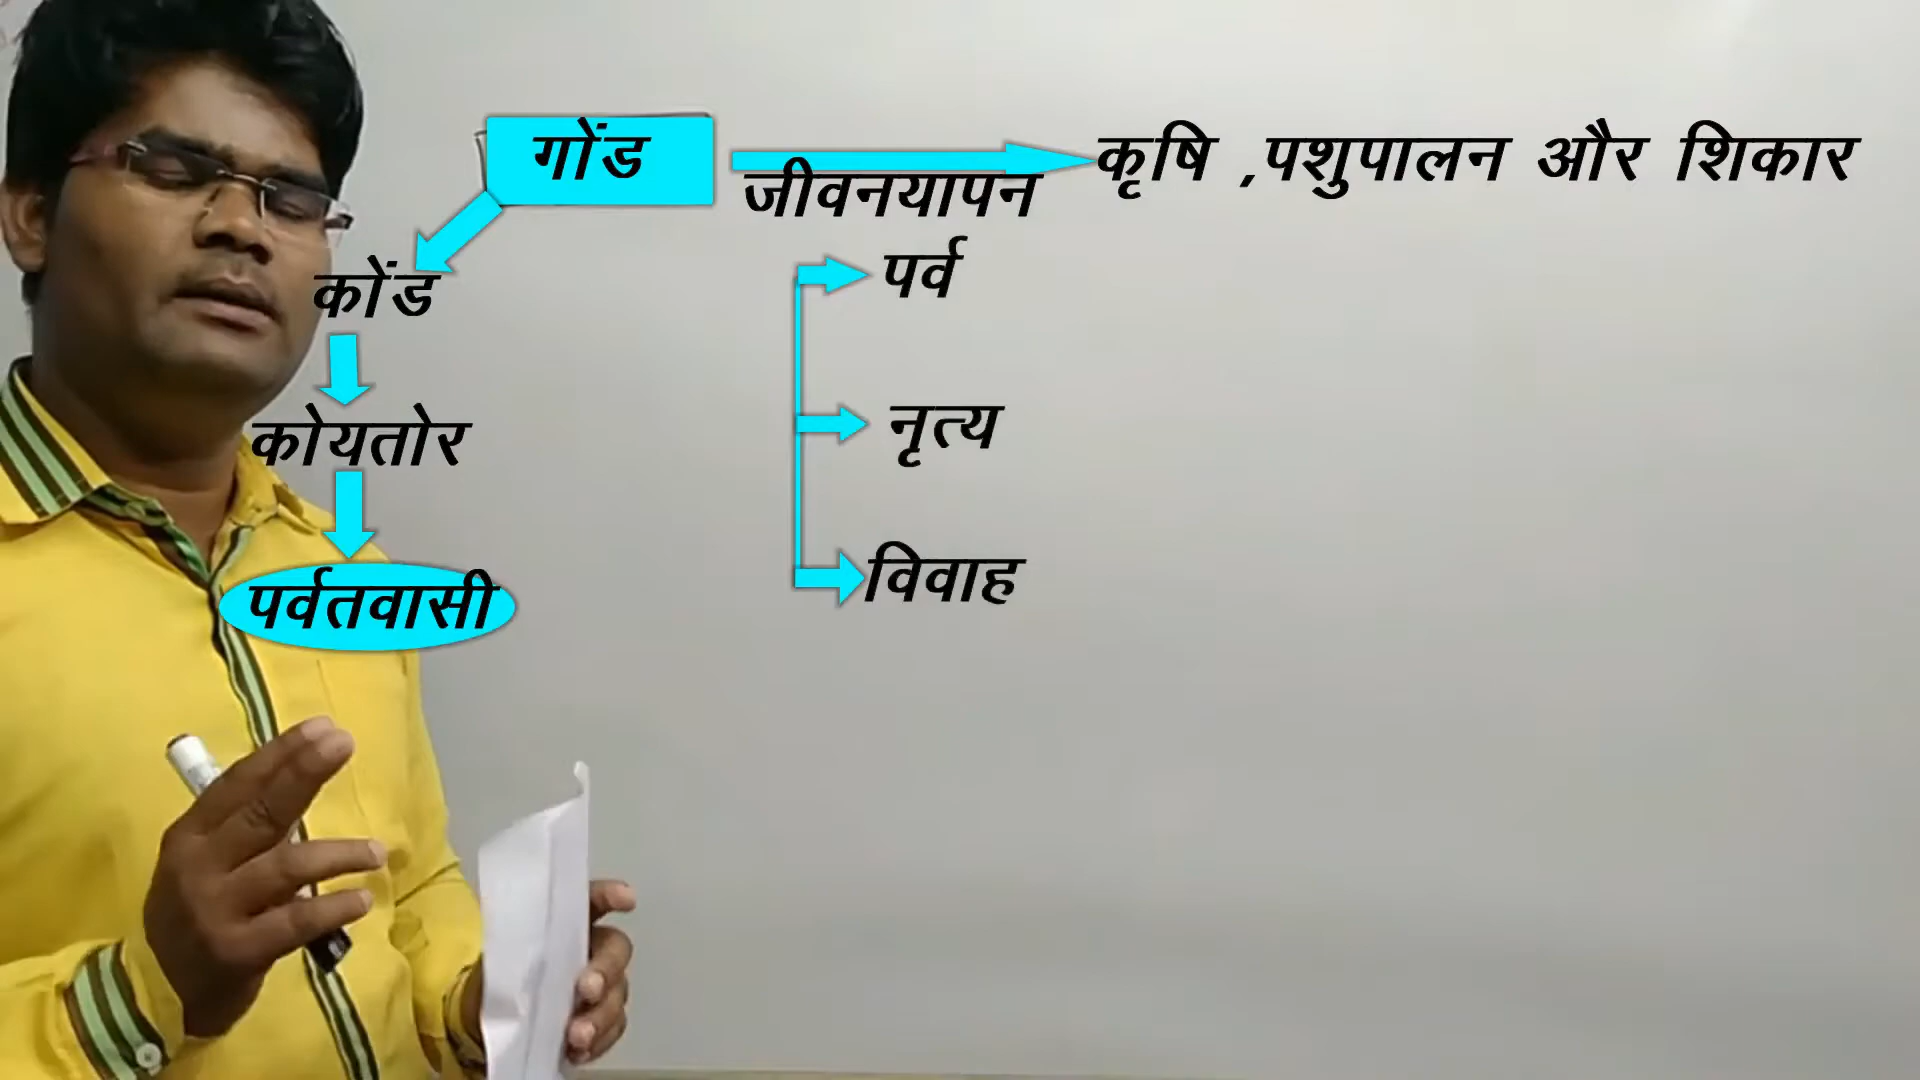 गोंड
कृषि ,पशुपालन और शिकार
जीवनयापन
कोंड
पर्व
कोयतोर
नृत्य
पर्वतवासी
विवाह